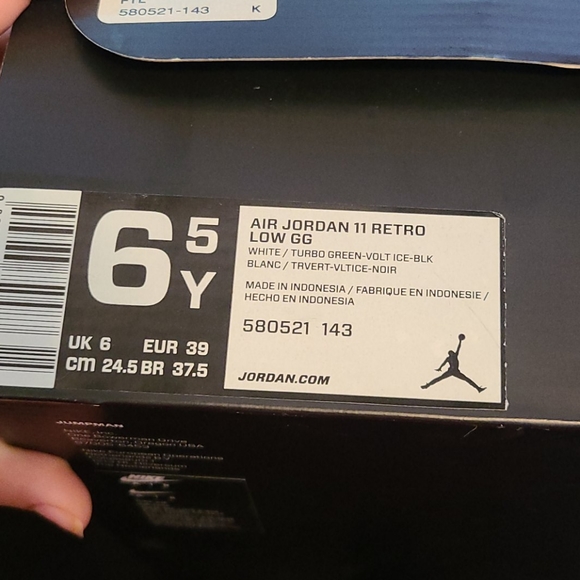 580521-143 K
6 5
Y
UK 6 EUR 39
CM 24.5 BR 37.5
AIR JORDAN 11 RETRO
LOW GG
WHITE / TURBO GREEN-VOLT ICE-BLK
BLANC / TRVERT-VLTICE-NOIR
MADE IN INDONESIA / FABRIQUE EN INDONESIE /
HECHO EN INDONESIA
580521 143
JORDAN.COM
JUMPMAN